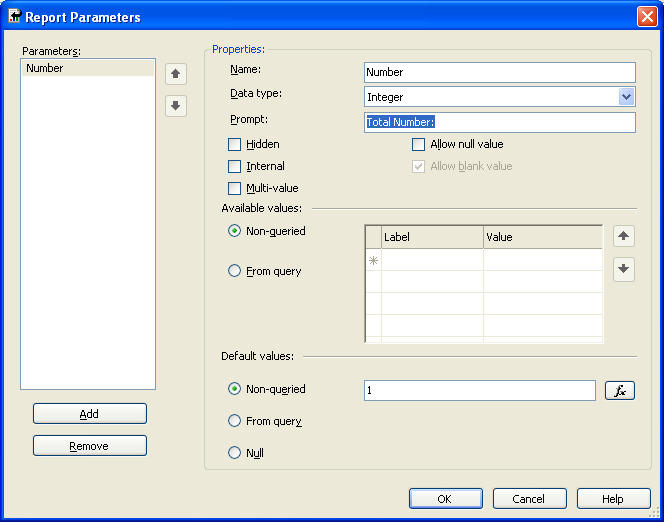 Report Parameters
Parameters:
Number
Add
Remove
Properties:
Name:
Number
Data type:
Integer
Prompt:
Total Number:
Hidden
Allow null value
Internal
Allow blank value
Multi-value
Available values:
Non-queried
Label
Value
From query
Default values:
Non-queried
1
fx
From query
Null
OK
Cancel
Help